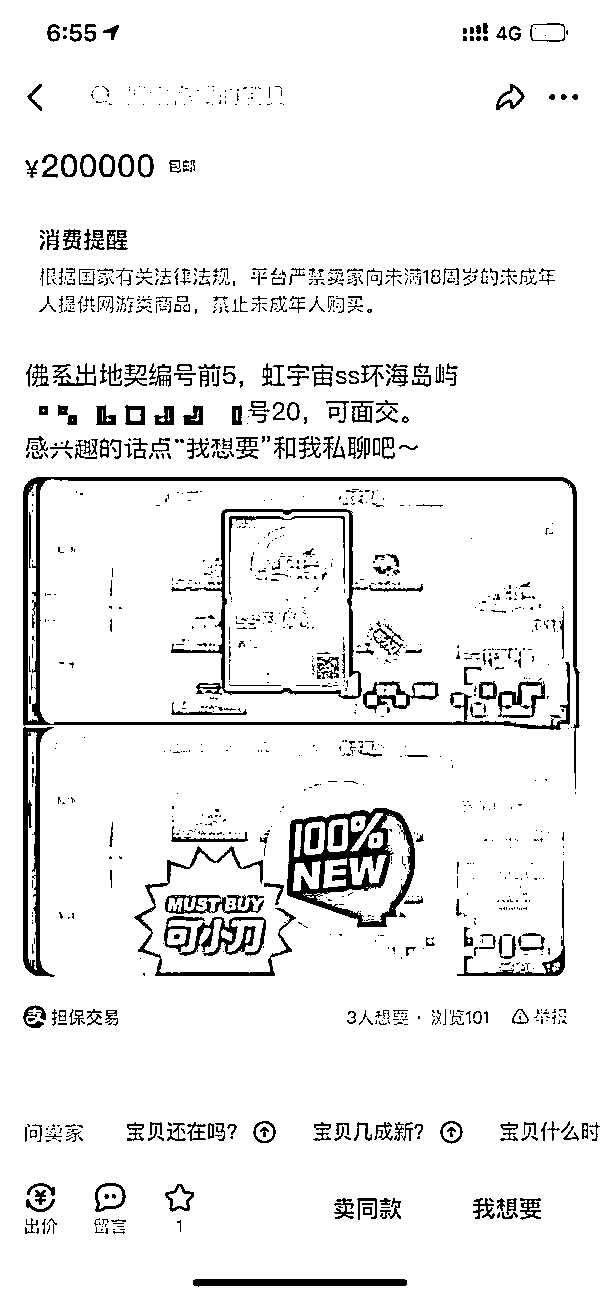 6:55
4G
¥200000 包邮
消费提醒
根据国家有关法律法规，平台严禁卖家向未满18周岁的未成年
人提供网游类商品，禁止未成年人购买。
佛系出地契编号前5，虹宇宙ss环海岛屿
号20，可面交。
感兴趣的话点“我想要”和我私聊吧～
100%
NEW
MUST BUY
可小刀
担保交易
3人想要 · 浏览101 举报
问卖家 宝贝还在吗？ 宝贝几成新？ 宝贝什么时
出价 留言 1 卖同款 我想要